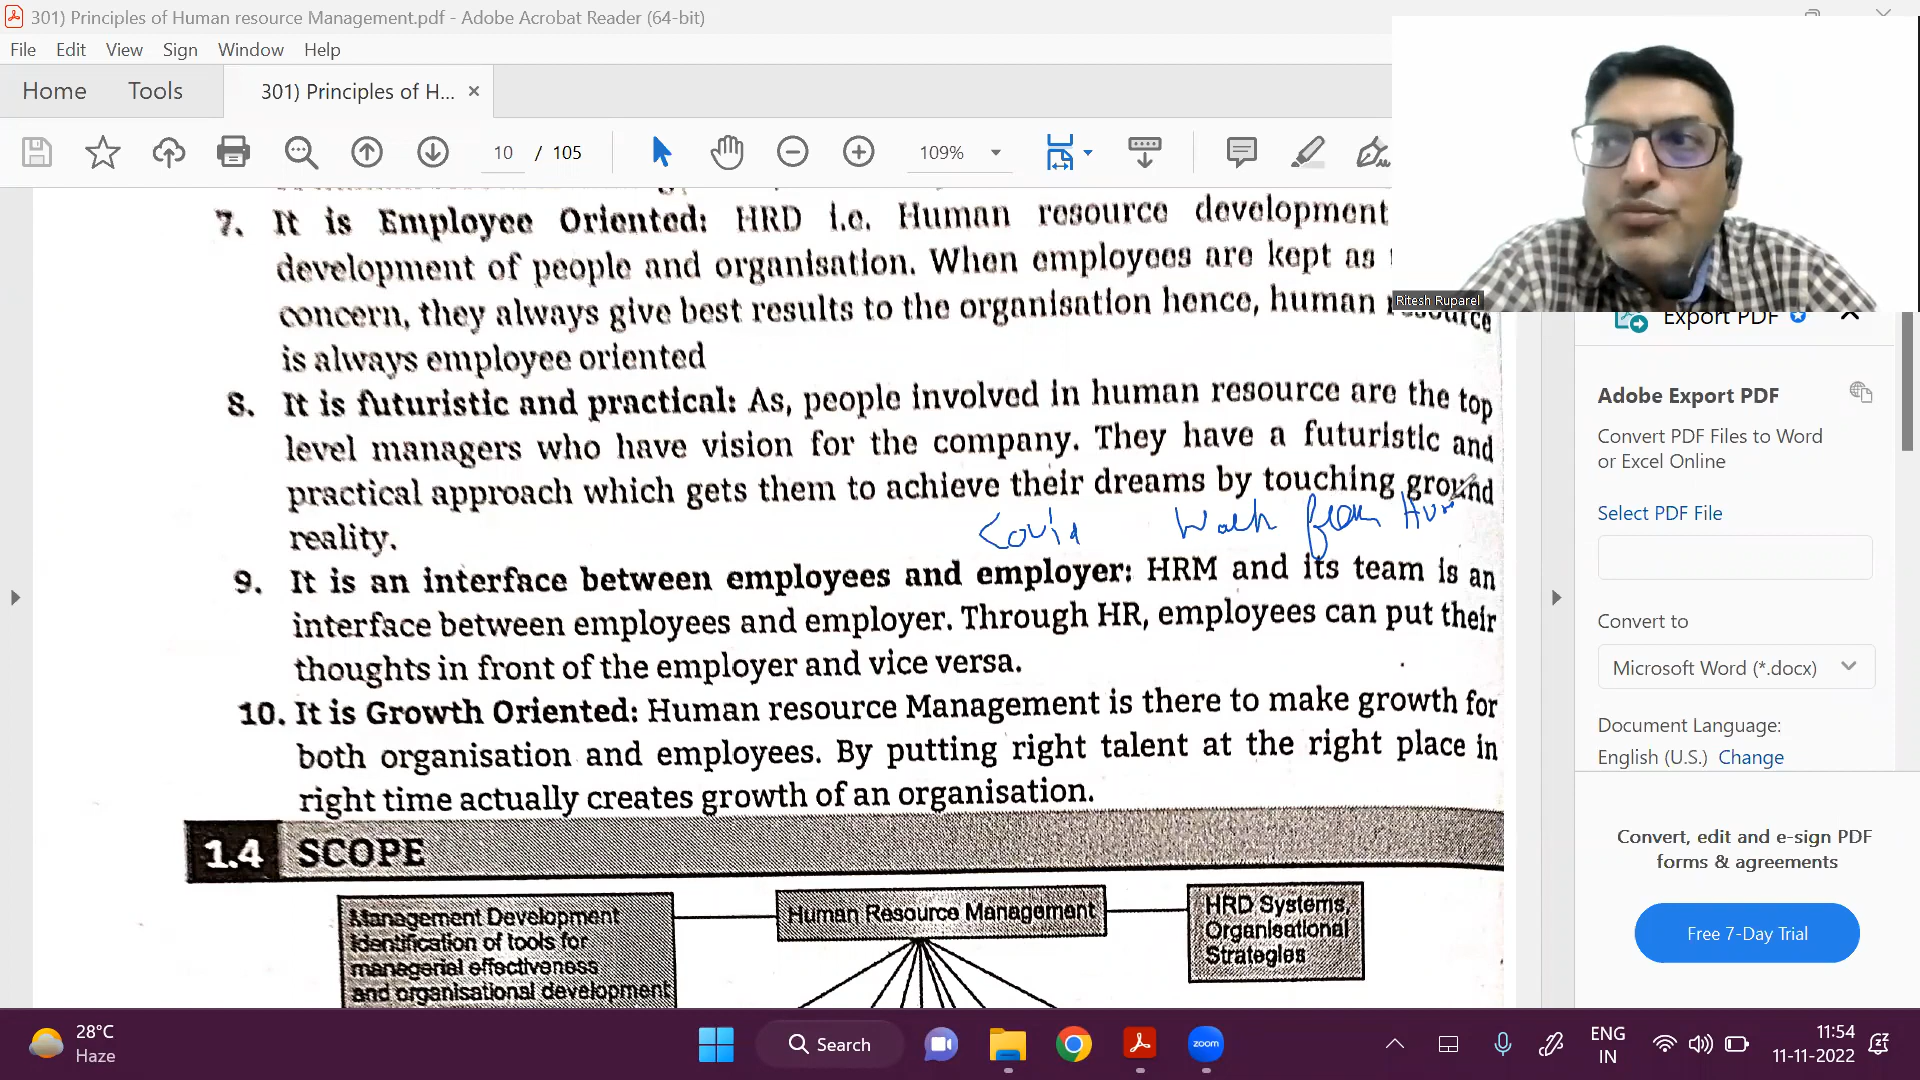 301) Principles of Human resource Management.pdf - Adobe Acrobat Reader (64-bit)
File Edit View Sign Window Help
Home Tools 301) Principles of H... ×
10 / 105 109%
7. It is Employee Oriented: HRD i.e. Human resource development
development of people and organisation. When employees are kept as
concern, they always give best results to the organisation hence, human resource
is always employee oriented
8. It is futuristic and practical: As, people involved in human resource are the top
level managers who have vision for the company. They have a futuristic and
practical approach which gets them to achieve their dreams by touching ground
reality.
Covid Work from
9. It is an interface between employees and employer: HRM and its team is an
interface between employees and employer. Through HR, employees can put their
thoughts in front of the employer and vice versa.
10. It is Growth Oriented: Human resource Management is there to make growth for
both organisation and employees. By putting right talent at the right place in
right time actually creates growth of an organisation.
1.4 SCOPE
Management Development
identification of tools for
managerial effectiveness
and organisational development
Human Resource Management
HRD Systems,
Organisational
Strategies
Ritesh Ruparel
Export PDF
Adobe Export PDF
Convert PDF Files to Word
or Excel Online
Select PDF File
Convert to
Microsoft Word (*.docx)
Document Language:
English (U.S.) Change
Convert, edit and e-sign PDF
forms & agreements
Free 7-Day Trial
28°C
Haze
Search
zoom
ENG
IN
11:54
11-11-2022